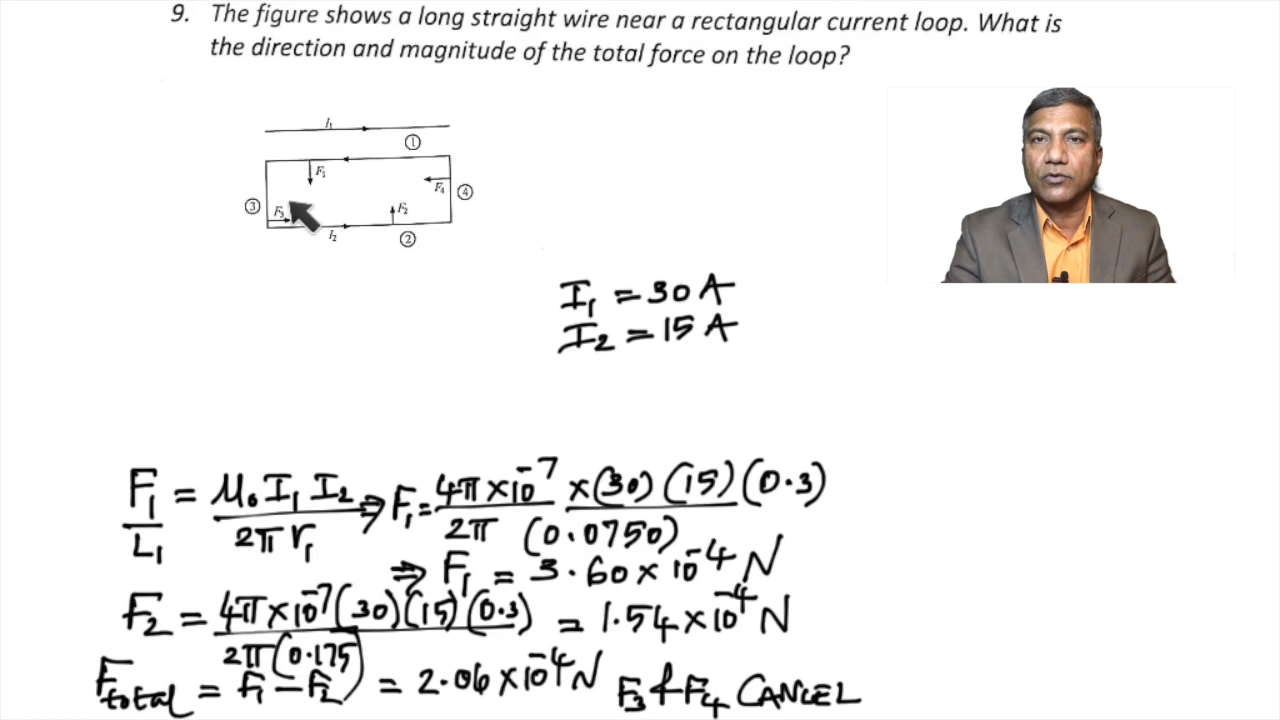 9. The figure shows a long straight wire near a rectangular current loop. What is
the direction and magnitude of the total force on the loop?
I₁
①
F₁
F₄
④
③
F₃
F₂
I₂
②
I₁ = 30 A
I₂ = 15 A
F₁/L₁ = μ₀ I₁ I₂ / 2π r₁ ⇒ F₁ = 4π × 10⁻⁷ × (30) (15) (0.3) / 2π (0.0750)
⇒ F₁ = 3.60 × 10⁻⁴ N
F₂ = 4π × 10⁻⁷ (30) (15) (0.3) / 2π (0.175) = 1.54 × 10⁻⁴ N
F total = F₁ − F₂ = 2.06 × 10⁻⁴ N F₃ & F₄ CANCEL